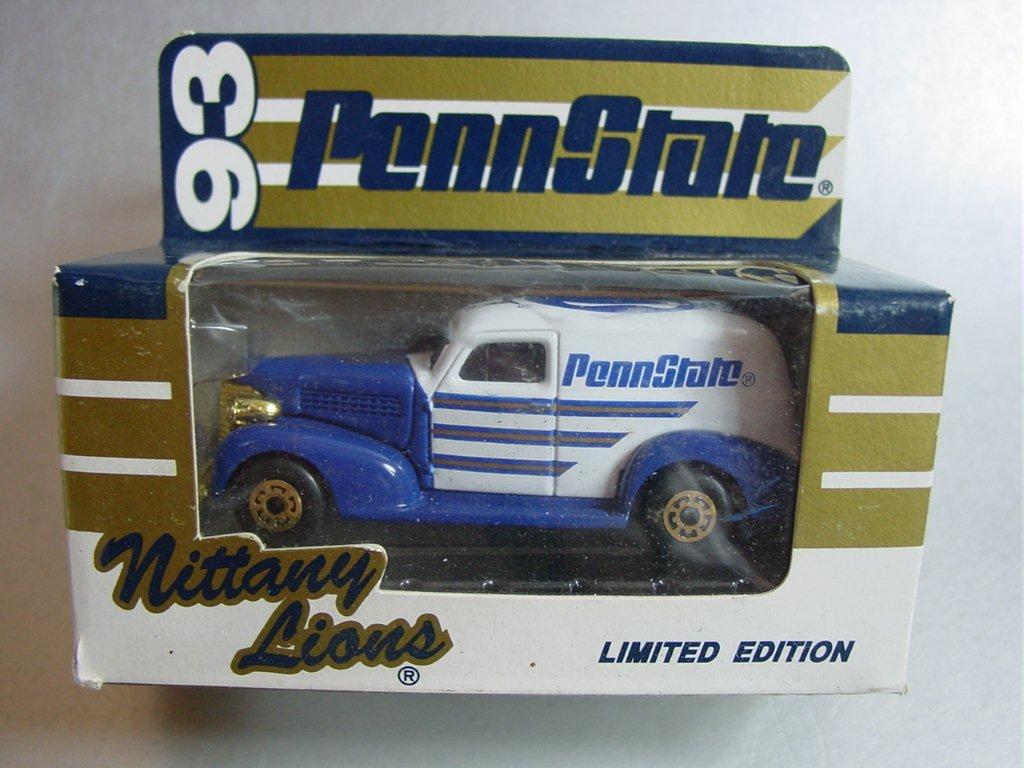 93
PennState®
PennState®
Nittany
Lions®
LIMITED EDITION